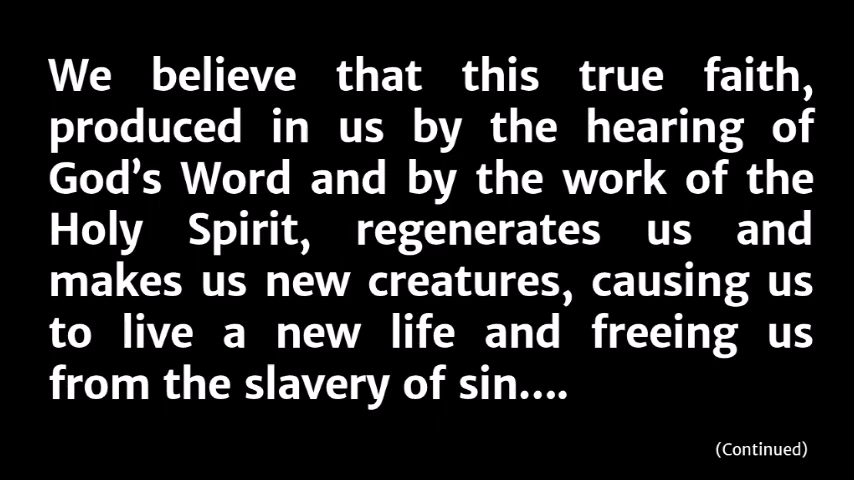 We believe that this true faith,
produced in us by the hearing of
God’s Word and by the work of the
Holy Spirit, regenerates us and
makes us new creatures, causing us
to live a new life and freeing us
from the slavery of sin....
(Continued)